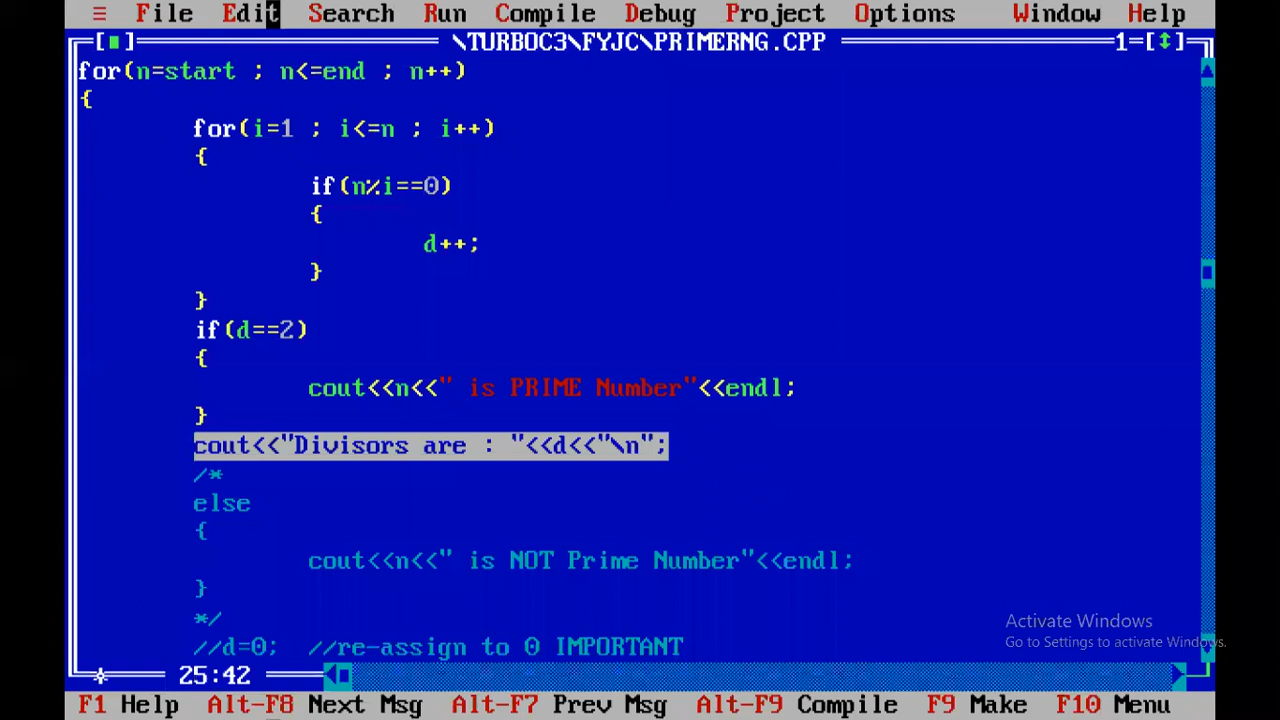 ≡ File Edit Search Run Compile Debug Project Options Window Help
[■] \TURBOC3\FYJC\PRIMERNG.CPP 1=[↕]
for(n=start ; n<=end ; n++)
{
for(i=1 ; i<=n ; i++)
{
if(n%i==0)
{
d++;
}
}
if(d==2)
{
cout<<n<<" is PRIME Number"<<endl;
}
cout<<"Divisors are : "<<d<<"\n";
/*
else
{
cout<<n<<" is NOT Prime Number"<<endl;
}
*/
//d=0; //re-assign to 0 IMPORTANT
Activate Windows
Go to Settings to activate Windows.
25:42
F1 Help Alt-F8 Next Msg Alt-F7 Prev Msg Alt-F9 Compile F9 Make F10 Menu